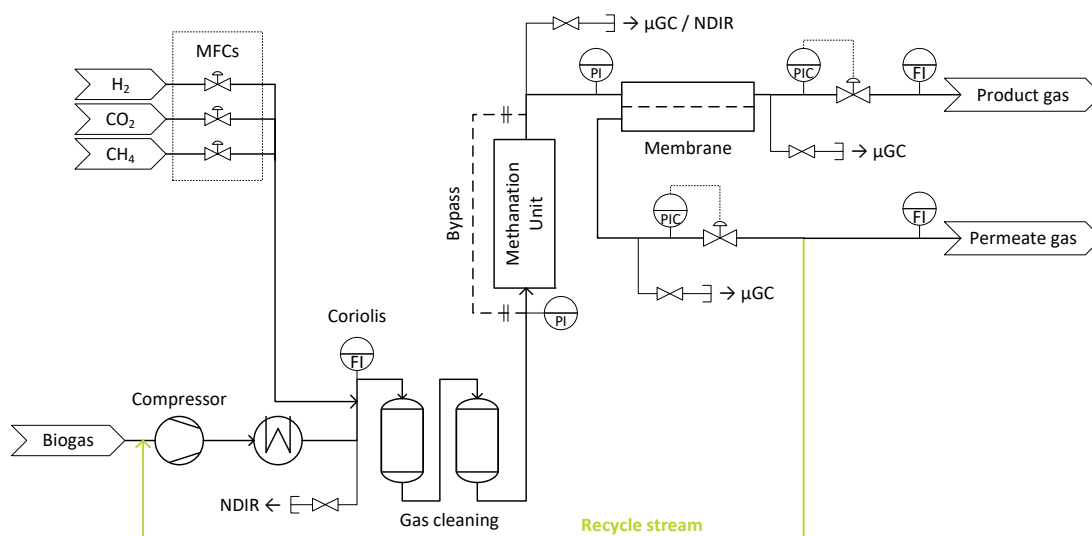 MFCs
H₂
CO₂
CH₄
→ µGC / NDIR
PI
PIC
FI
Product gas
Membrane
→ µGC
Bypass
Methanation
Unit
PIC
FI
Permeate gas
→ µGC
PI
Coriolis
FI
Compressor
Biogas
NDIR ←
Gas cleaning
Recycle stream